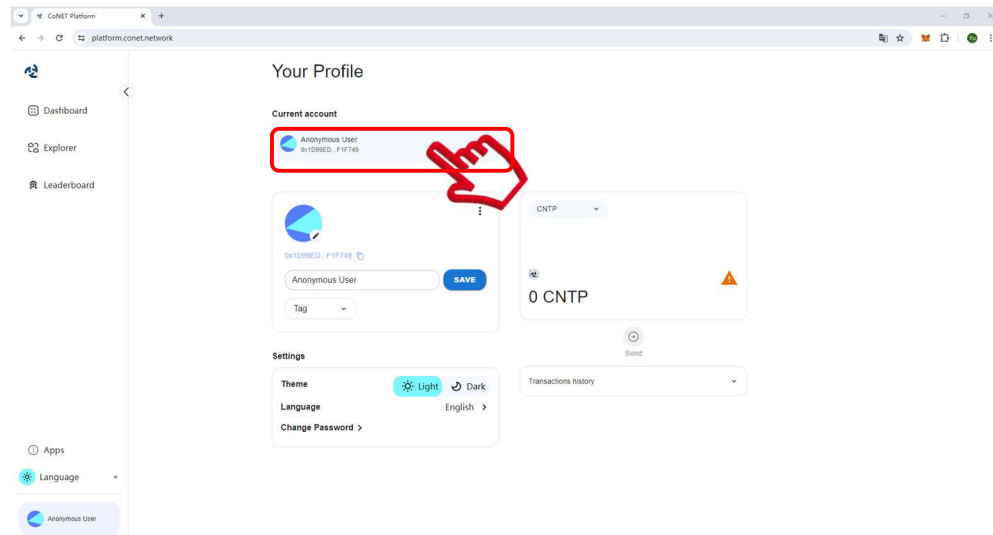 CoNET Platform
platform.conet.network
Yu
Your Profile
Dashboard
Current account
Anonymous User
0x1D99ED...F1F749
Explorer
Leaderboard
CNTP
0x1D99ED...F1F749
Anonymous User
SAVE
0 CNTP
Tag
Send
Settings
Theme
Light
Dark
Transactions history
Language
English
Change Password
Apps
Language
Anonymous User